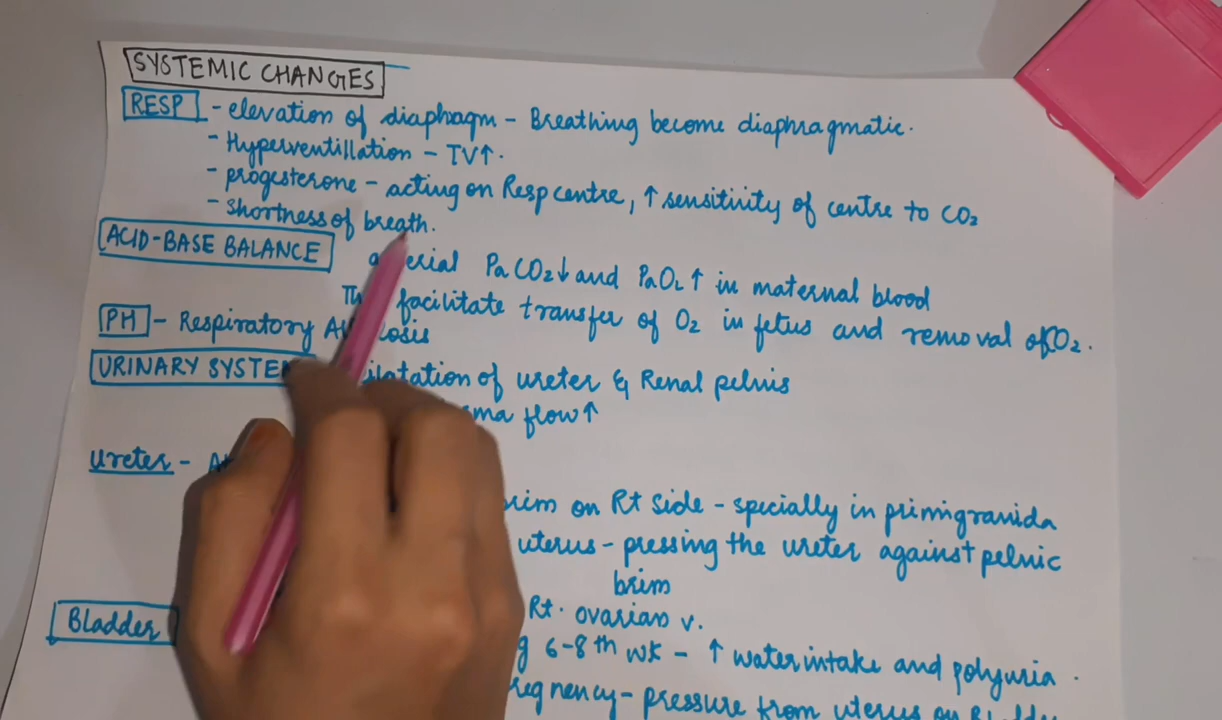 SYSTEMIC CHANGES
RESP - elevation of diaphragm - Breathing become diaphragmatic.
- Hyperventillation - TV↑.
- progesterone - acting on Resp centre, ↑ sensitivity of centre to CO2
- shortness of breath.
ACID-BASE BALANCE
PaCO2↓ and PaO2↑ in maternal blood
facilitate transfer of O2 in fetus and removal of CO2.
PH - Respiratory
URINARY SYSTEM
of ureter & Renal pelvis
flow↑
Ureter -
on Rt side - specially in primigravida
uterus - pressing the ureter against pelvic
brim
Rt. ovarian v.
6-8th wk - ↑ water intake and polyuria.
Bladder
pressure from uterus on